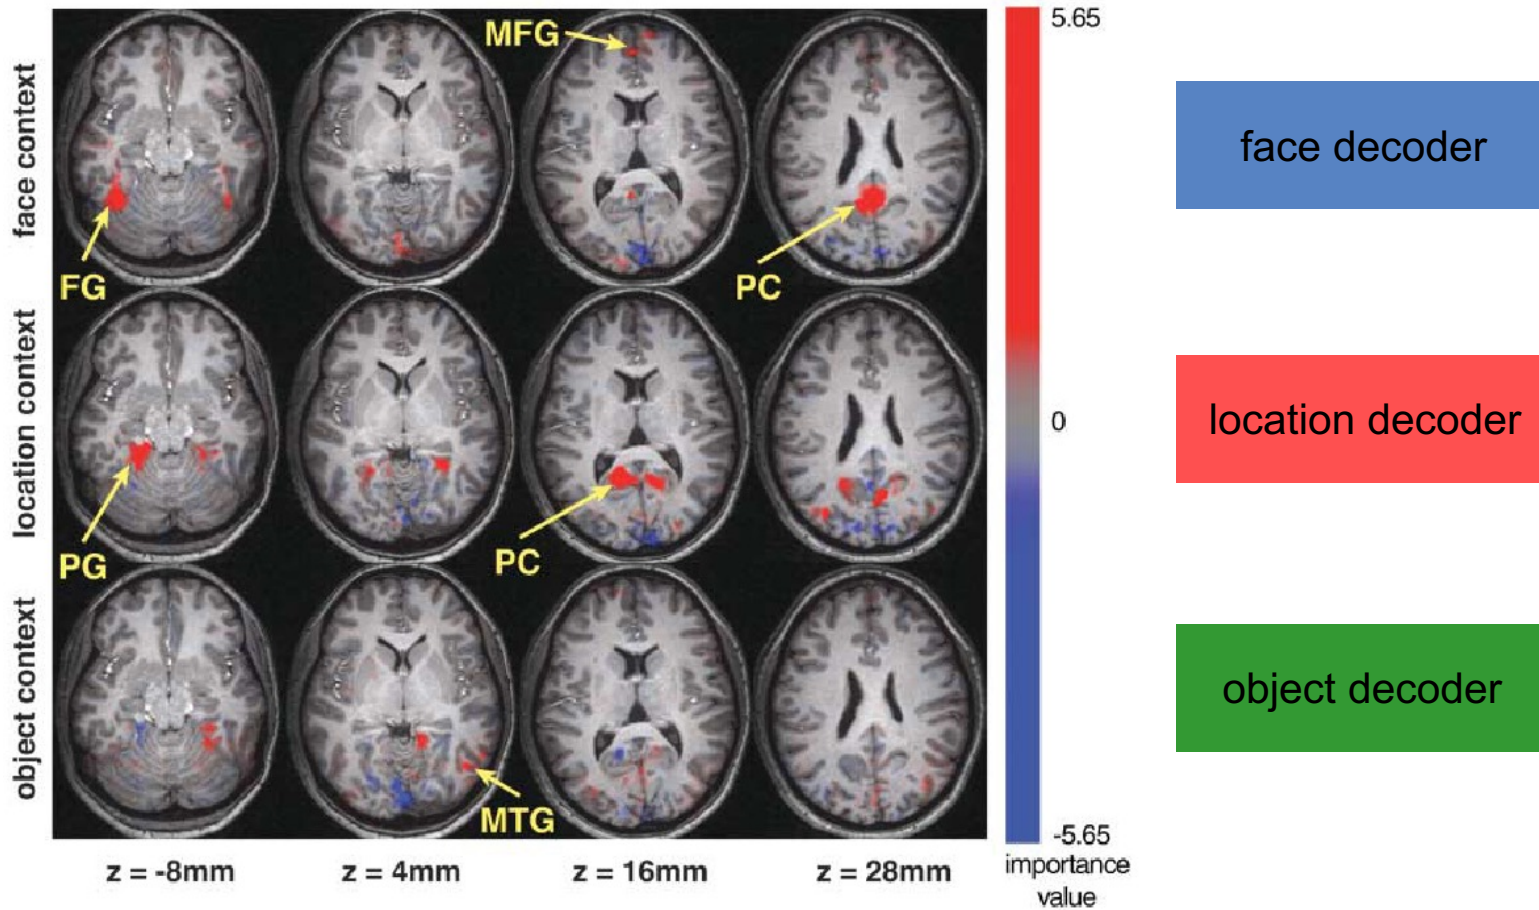 MFG
5.65
face context
face decoder
FG
PC
location context
0
location decoder
PG
PC
object context
object decoder
MTG
-5.65
z = -8mm
z = 4mm
z = 16mm
z = 28mm
importance
value